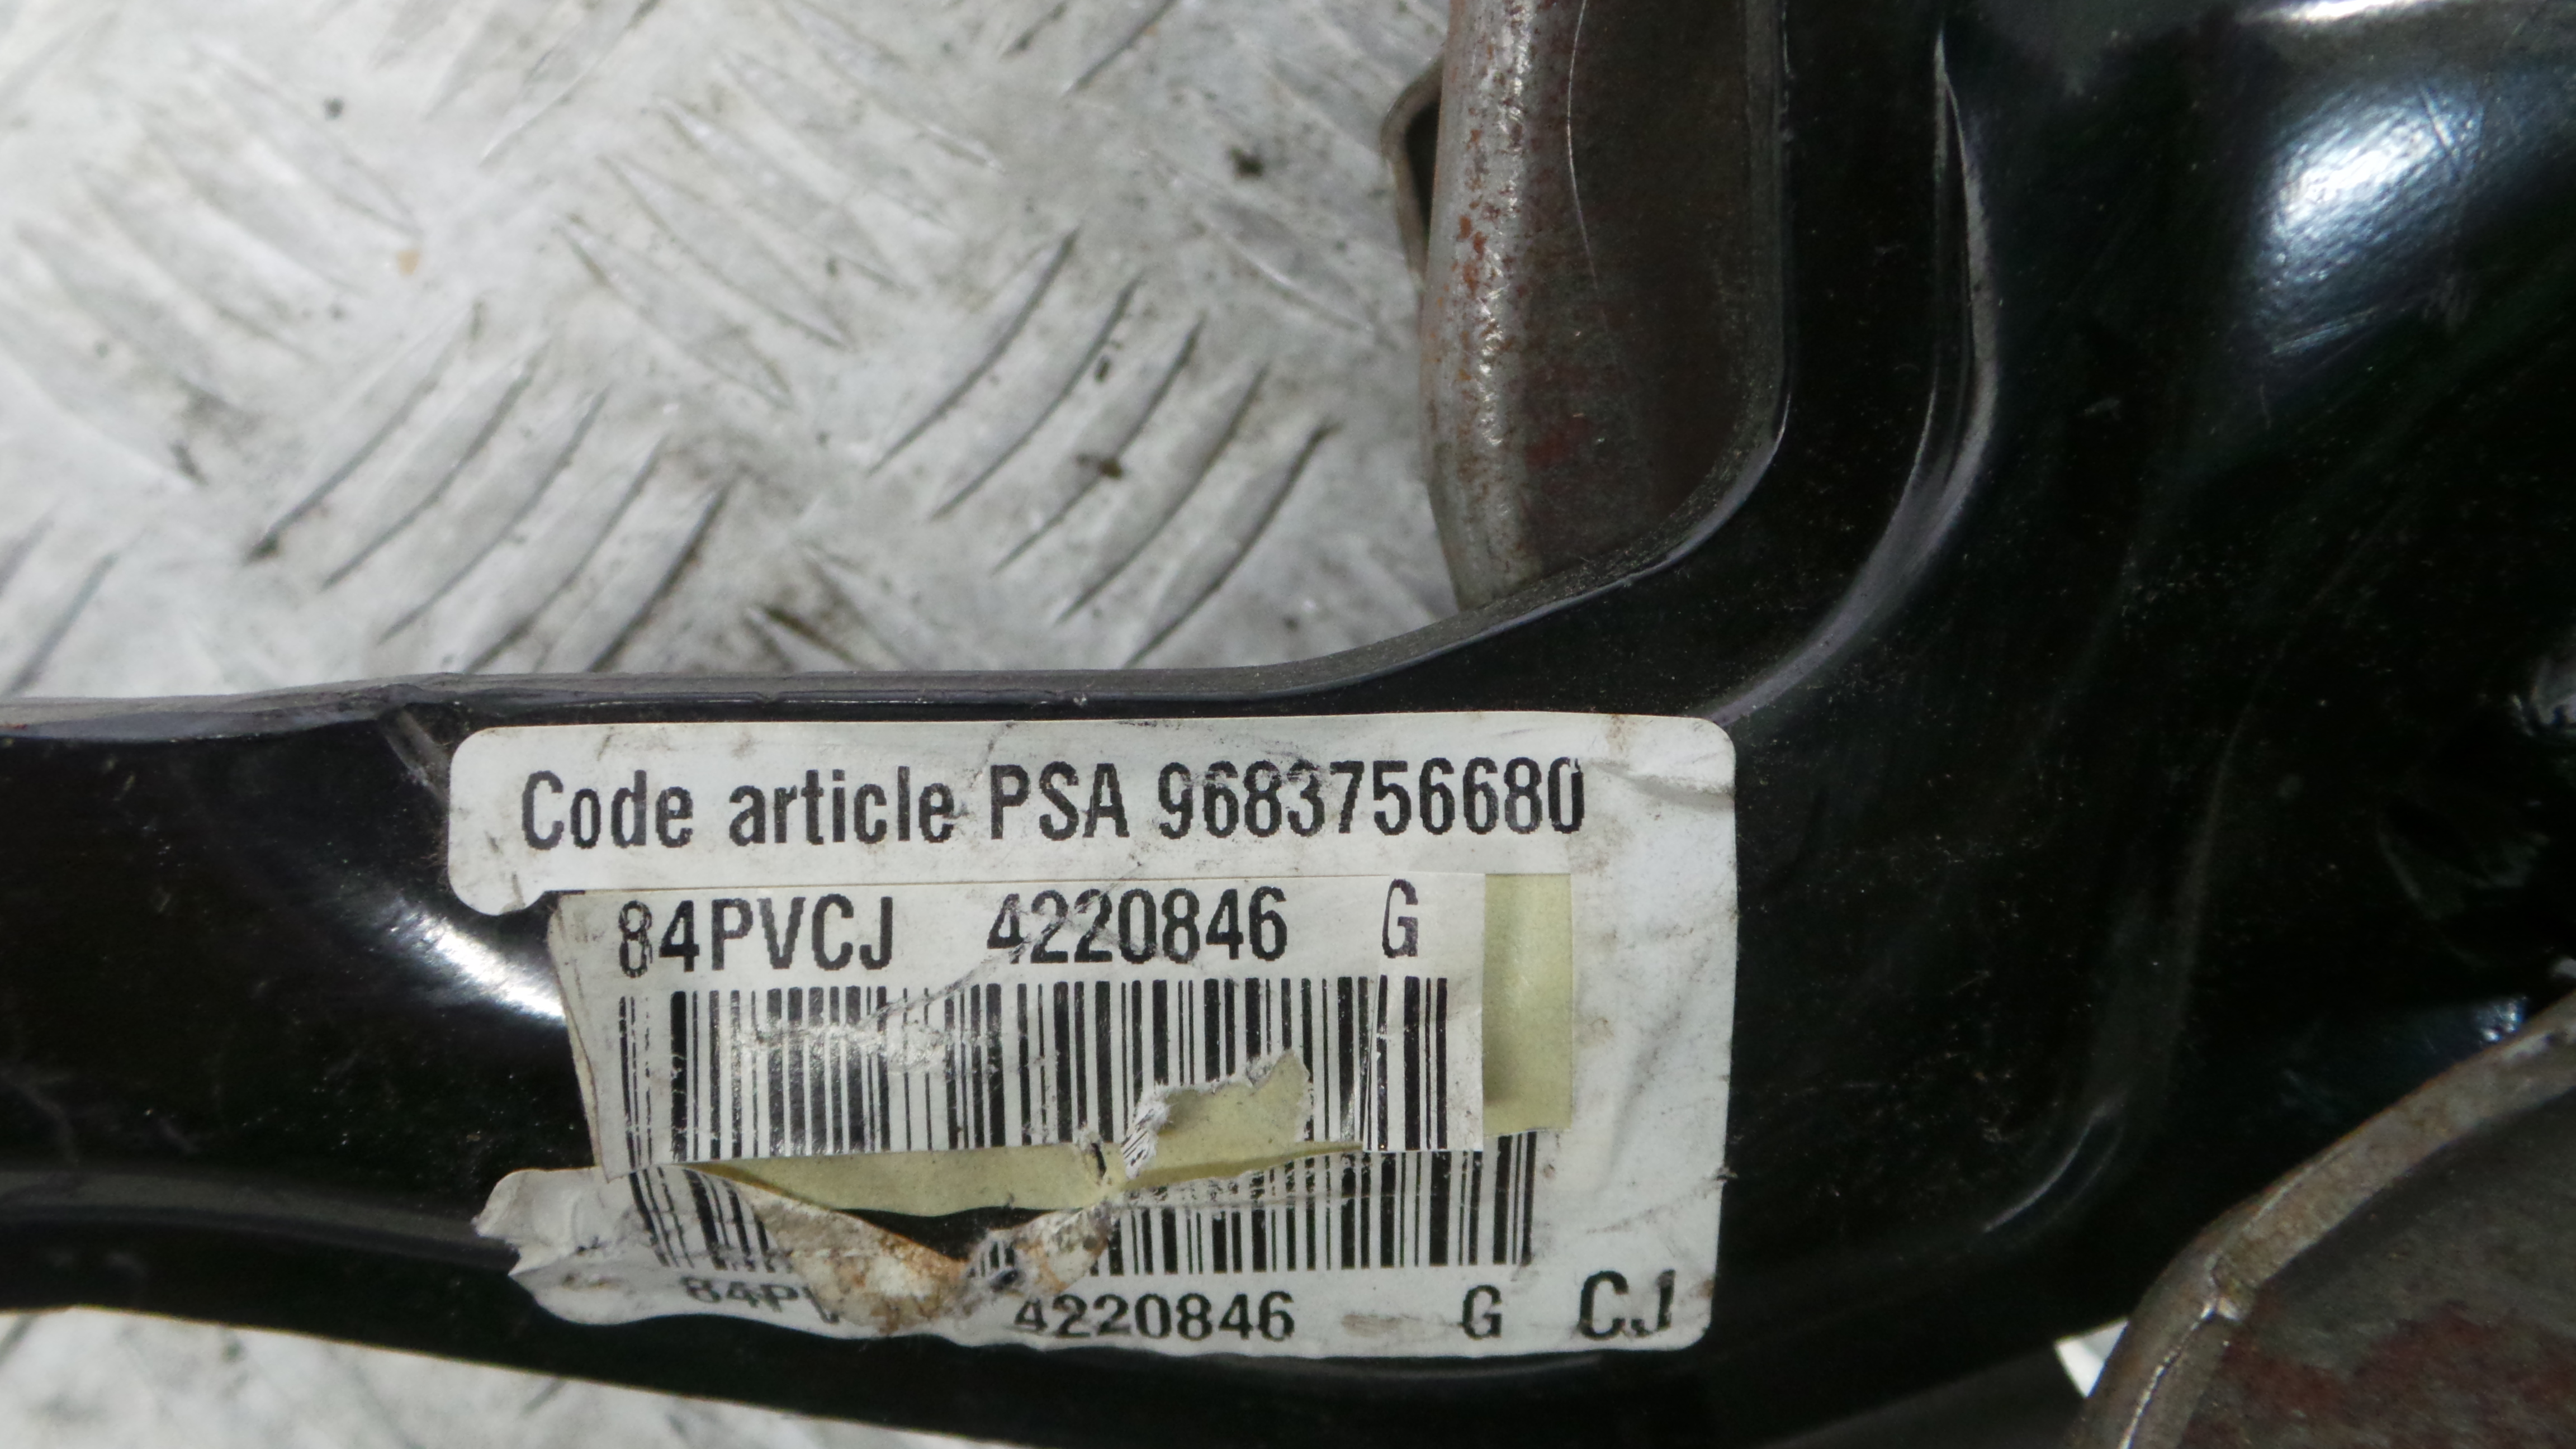 Code article PSA 9683756680
84PVCJ 4220846 G
4220846 G CJ